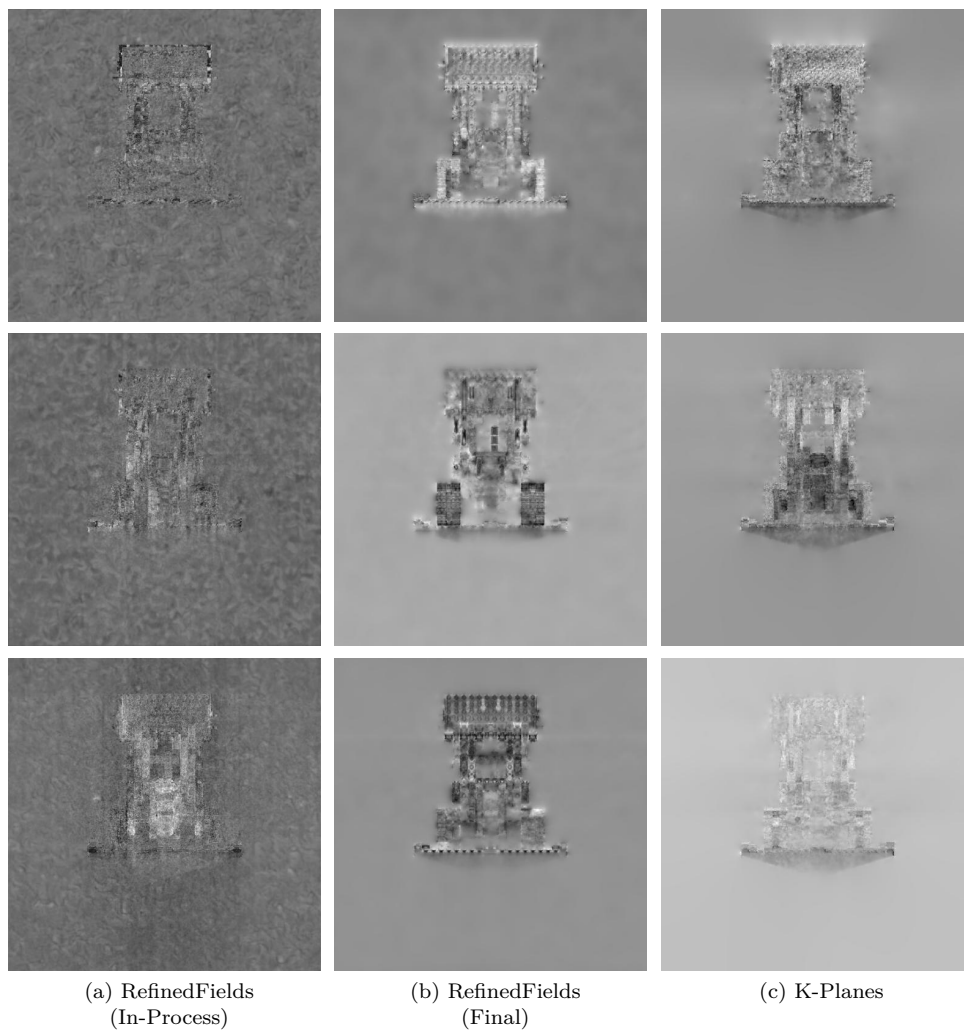 (a) RefinedFields
(In-Process)
(b) RefinedFields
(Final)
(c) K-Planes